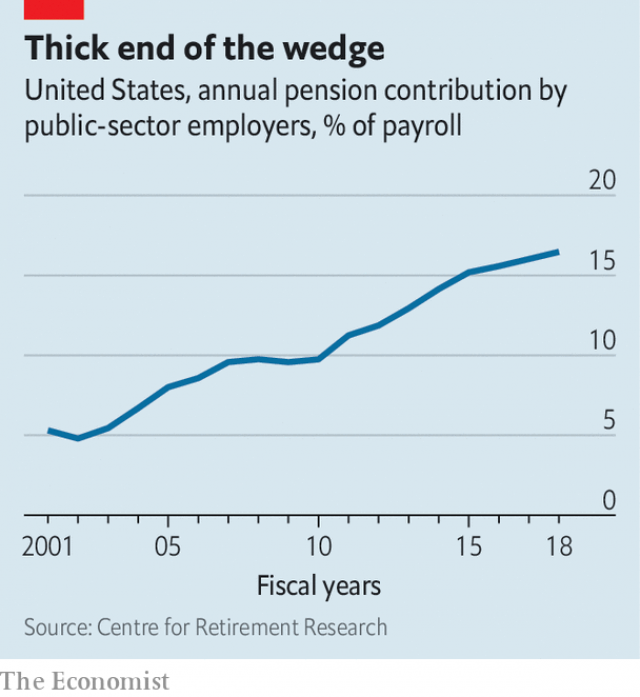 Thick end of the wedge
United States, annual pension contribution by
public-sector employers, % of payroll
20
15
10
5
0
2001 05 10 15 18
Fiscal years
Source: Centre for Retirement Research
The Economist